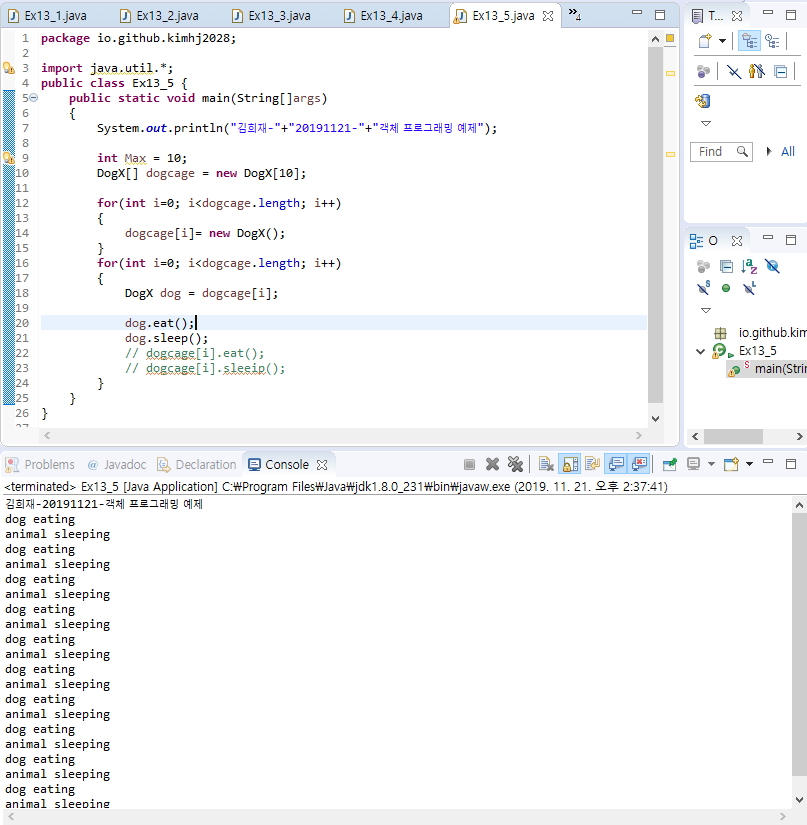 Ex13_1.java Ex13_2.java Ex13_3.java Ex13_4.java Ex13_5.java 4 T...
1 package io.github.kimhj2028;
2
3 import java.util.*;
4 public class Ex13_5 {
5 public static void main(String[]args)
6 {
7 System.out.println("김희재-"+"20191121-"+"객체 프로그래밍 예제");
8
9 int Max = 10;
10 DogX[] dogcage = new DogX[10];
11
12 for(int i=0; i<dogcage.length; i++)
13 {
14 dogcage[i]= new DogX();
15 }
16 for(int i=0; i<dogcage.length; i++)
17 {
18 DogX dog = dogcage[i];
19
20 dog.eat();
21 dog.sleep();
22 // dogcage[i].eat();
23 // dogcage[i].sleeip();
24 }
25 }
26 }
27
Find All
O
io.github.kim
Ex13_5
main(Strin
Problems @ Javadoc Declaration Console
<terminated> Ex13_5 [Java Application] C:₩Program Files₩Java₩jdk1.8.0_231₩bin₩javaw.exe (2019. 11. 21. 오후 2:37:41)
김희재-20191121-객체 프로그래밍 예제
dog eating
animal sleeping
dog eating
animal sleeping
dog eating
animal sleeping
dog eating
animal sleeping
dog eating
animal sleeping
dog eating
animal sleeping
dog eating
animal sleeping
dog eating
animal sleeping
dog eating
animal sleeping
dog eating
animal sleeping